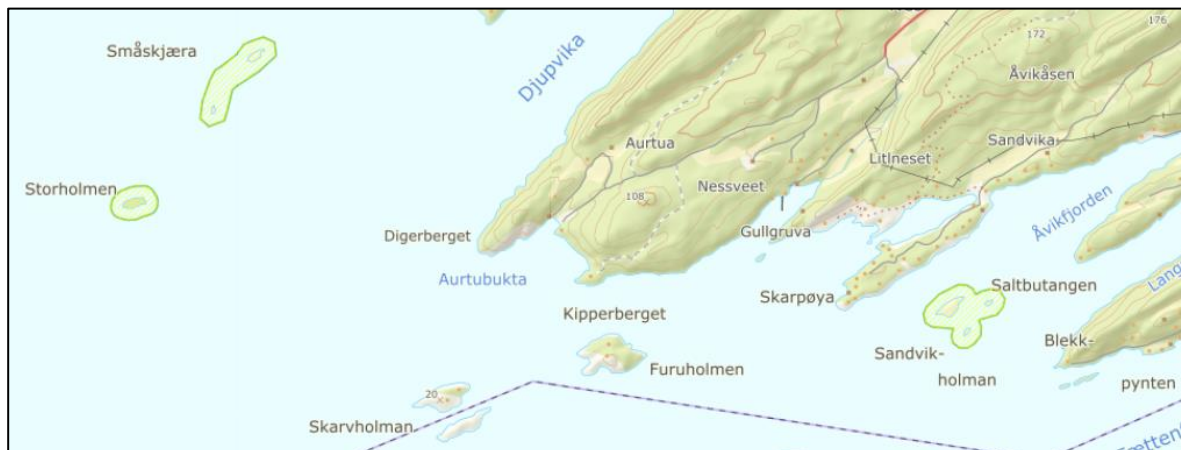 176
172
Småskjæra
Djupvika
Åvikåsen
Aurtua
Sandvika
Litlneset
Nessveet
Storholmen
108
Åvikfjorden
Gullgruva
Digerberget
Aurtubukta
Lang
Saltbutangen
Skarpøya
Kipperberget
Blekk-
pynten
Sandvik-
holman
Furuholmen
20
Skarvholman